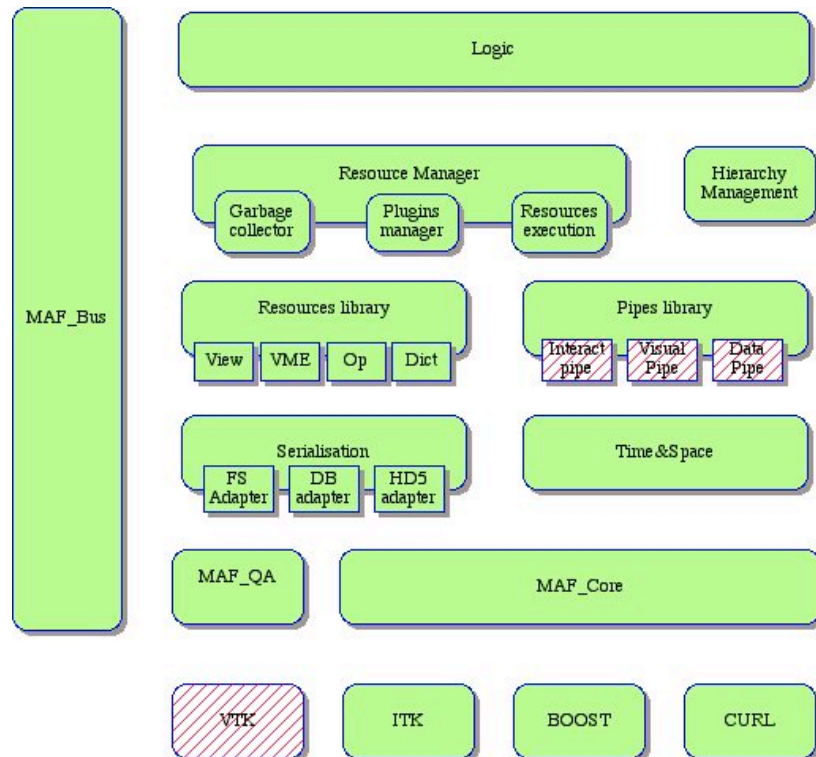 Logic
Resource Manager
Hierarchy
Management
Garbage
collector
Plugins
manager
Resources
execution
MAF_Bus
Resources library
View
VME
Op
Dict
Pipes library
Interact
pipe
Visual
Pipe
Data
Pipe
Serialisation
FS
Adapter
DB
adapter
HD5
adapter
Time&Space
MAF_QA
MAF_Core
VTK
ITK
BOOST
CURL